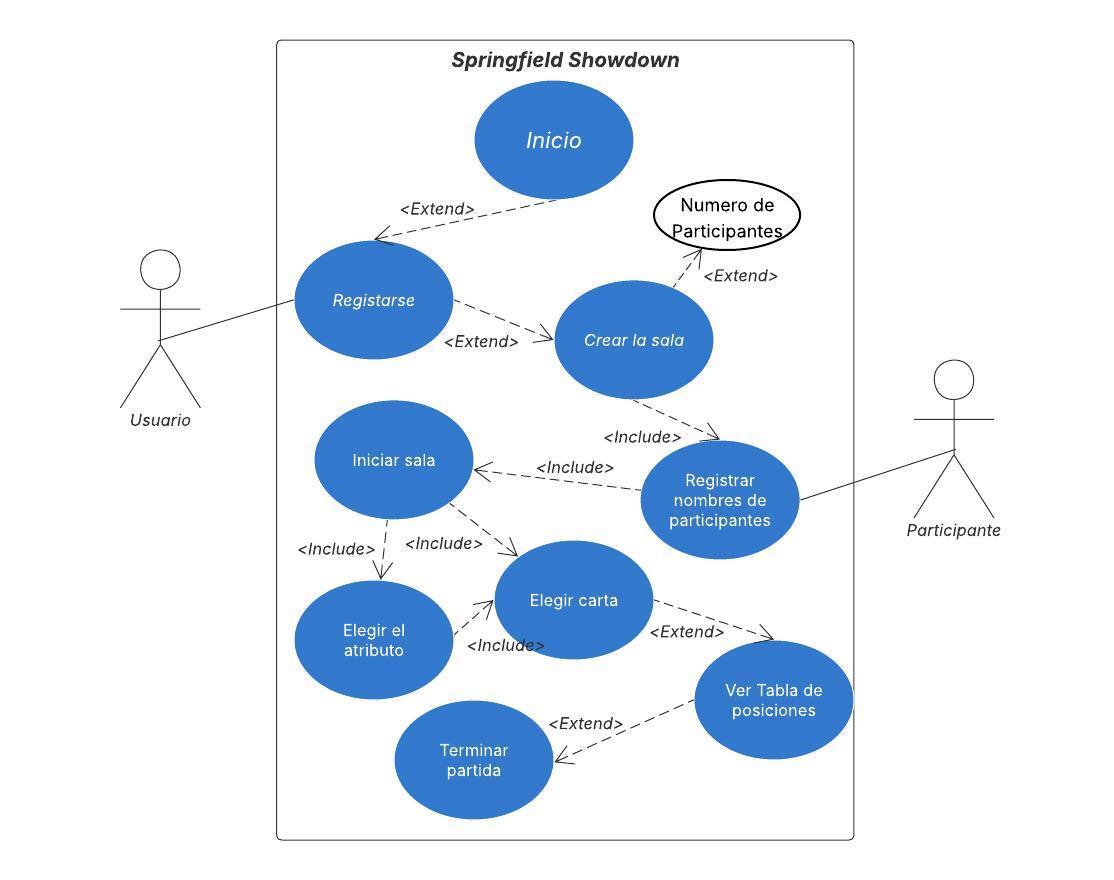 Springfield Showdown
Inicio
<Extend>
Numero de
Participantes
<Extend>
Registarse
<Extend>
Crear la sala
Usuario
<Include>
Iniciar sala
<Include>
Registrar
nombres de
participantes
Participante
<Include>
<Include>
Elegir carta
Elegir el
atributo
<Include>
<Extend>
Ver Tabla de
posiciones
<Extend>
Terminar
partida